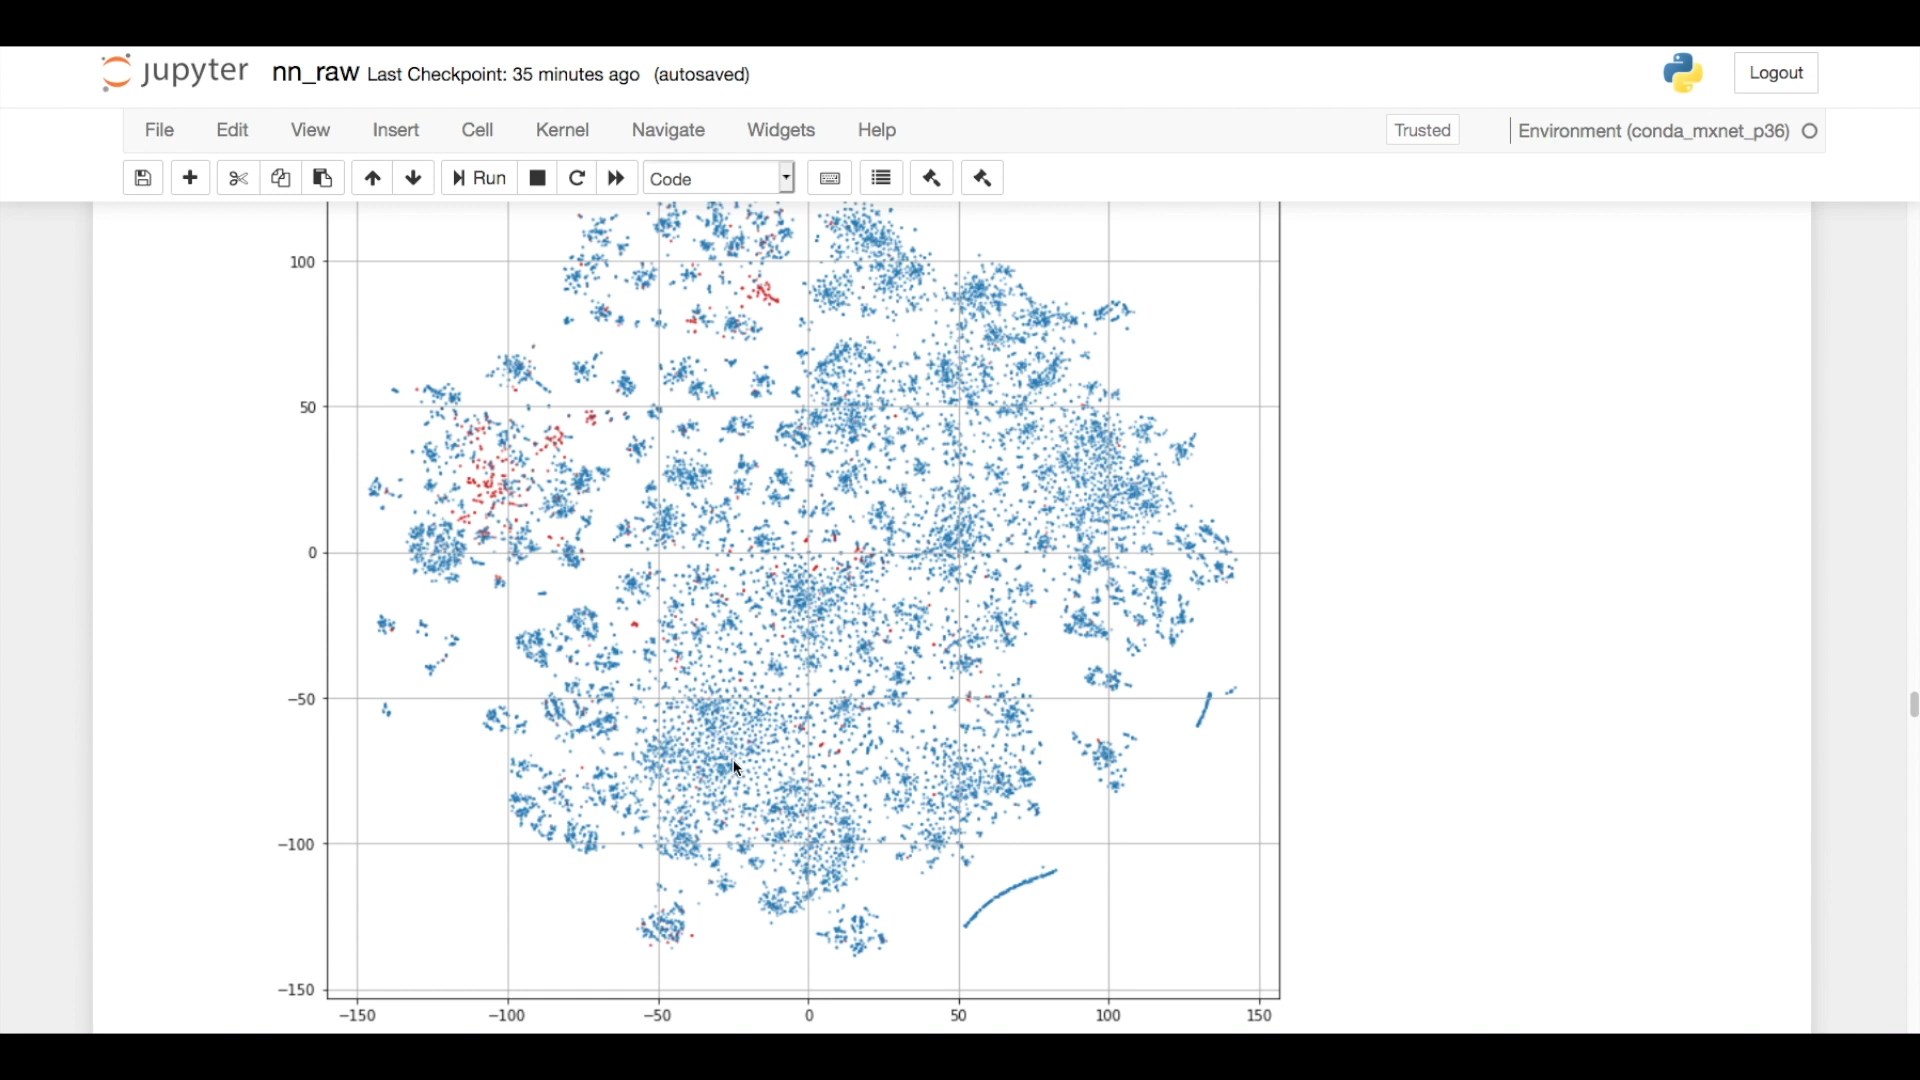 jupyter nn_raw Last Checkpoint: 35 minutes ago (autosaved) Logout
File Edit View Insert Cell Kernel Navigate Widgets Help Trusted Environment (conda_mxnet_p36)
Run Code
100
50
0
−50
−100
−150
−150 −100 −50 0 50 100 150